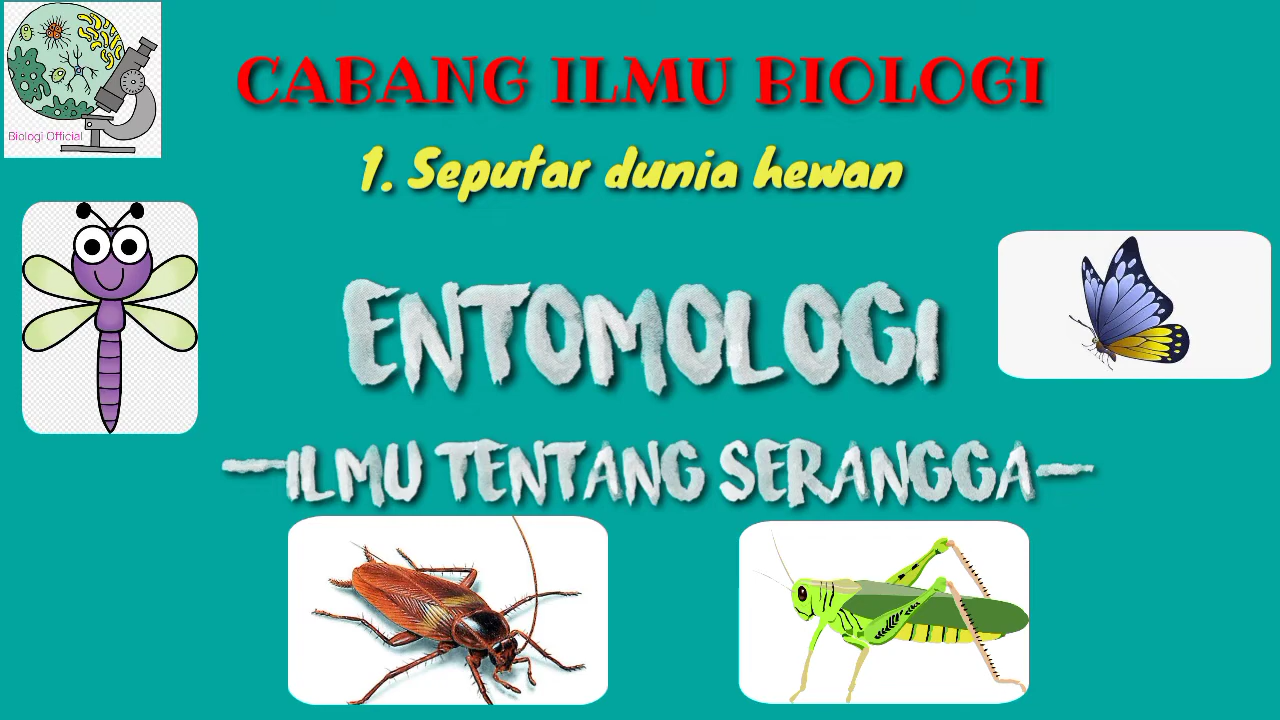 Biologi Official
CABANG ILMU BIOLOGI
1. Seputar dunia hewan
ENTOMOLOGI
—ILMU TENTANG SERANGGA—